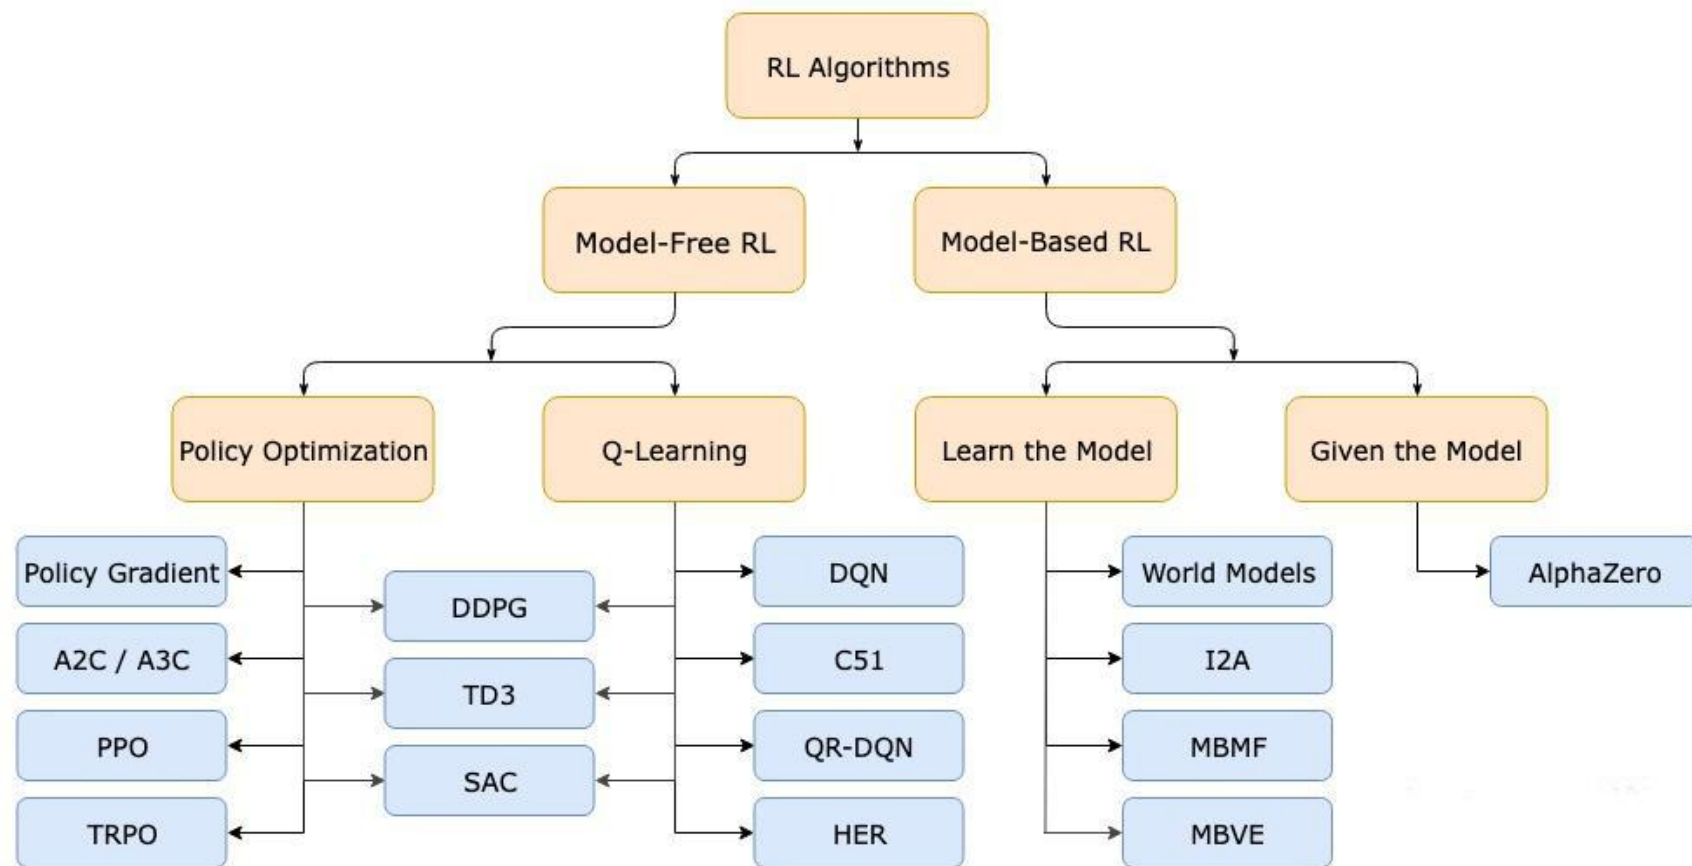 RL Algorithms
Model-Free RL
Model-Based RL
Policy Optimization
Q-Learning
Learn the Model
Given the Model
Policy Gradient
DQN
World Models
AlphaZero
DDPG
A2C / A3C
C51
I2A
TD3
PPO
QR-DQN
MBMF
SAC
TRPO
HER
MBVE